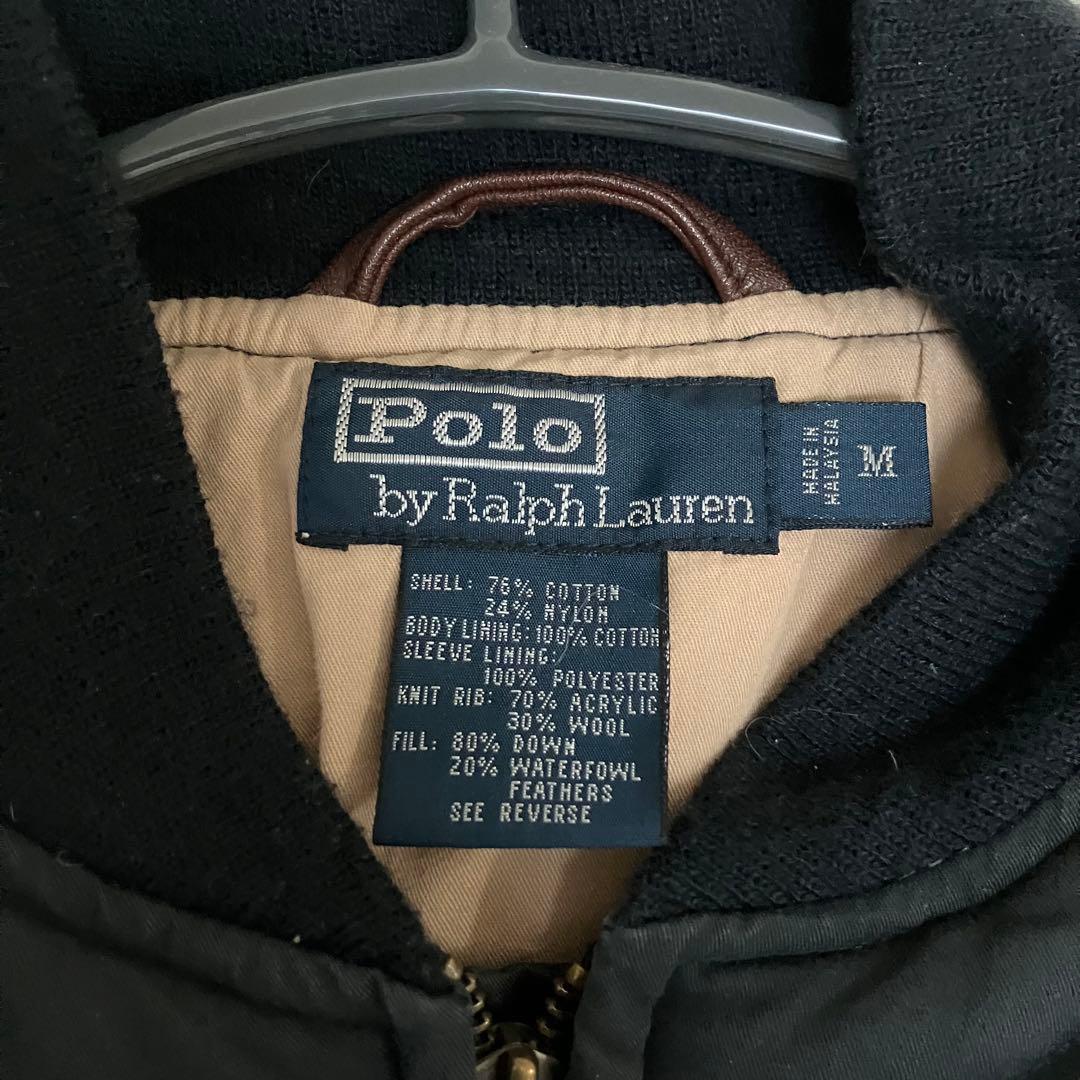 Polo
by Ralph Lauren
MADE IN
MALAYSIA
M
SHELL: 76% COTTON
24% NYLON
BODY LINING: 100% COTTON
SLEEVE LINING:
100% POLYESTER
KNIT RIB: 70% ACRYLIC
30% WOOL
FILL: 80% DOWN
20% WATERFOWL
FEATHERS
SEE REVERSE